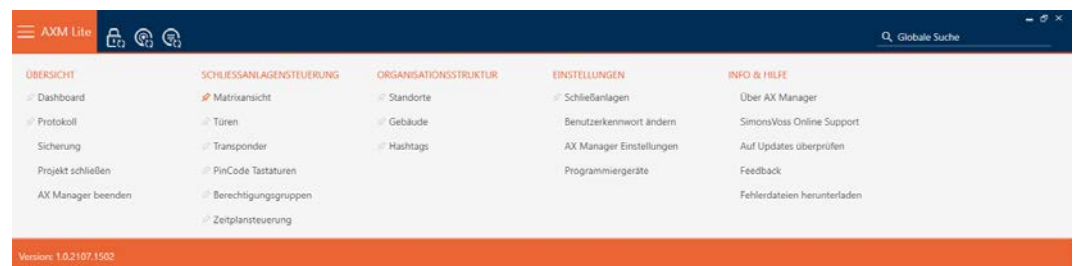 AXM Lite
Globale Suche
ÜBERSICHT
Dashboard
Protokoll
Sicherung
Projekt schließen
AX Manager beenden
SCHLIESSANLAGENSTEUERUNG
Matrixansicht
Türen
Transponder
PinCode Tastaturen
Berechtigungsgruppen
Zeitplansteuerung
ORGANISATIONSSTRUKTUR
Standorte
Gebäude
Hashtags
EINSTELLUNGEN
Schließanlagen
Benutzerkennwort ändern
AX Manager Einstellungen
Programmiergeräte
INFO & HILFE
Über AX Manager
SimonsVoss Online Support
Auf Updates überprüfen
Feedback
Fehlerdateien herunterladen
Version: 1.0.2107.1502